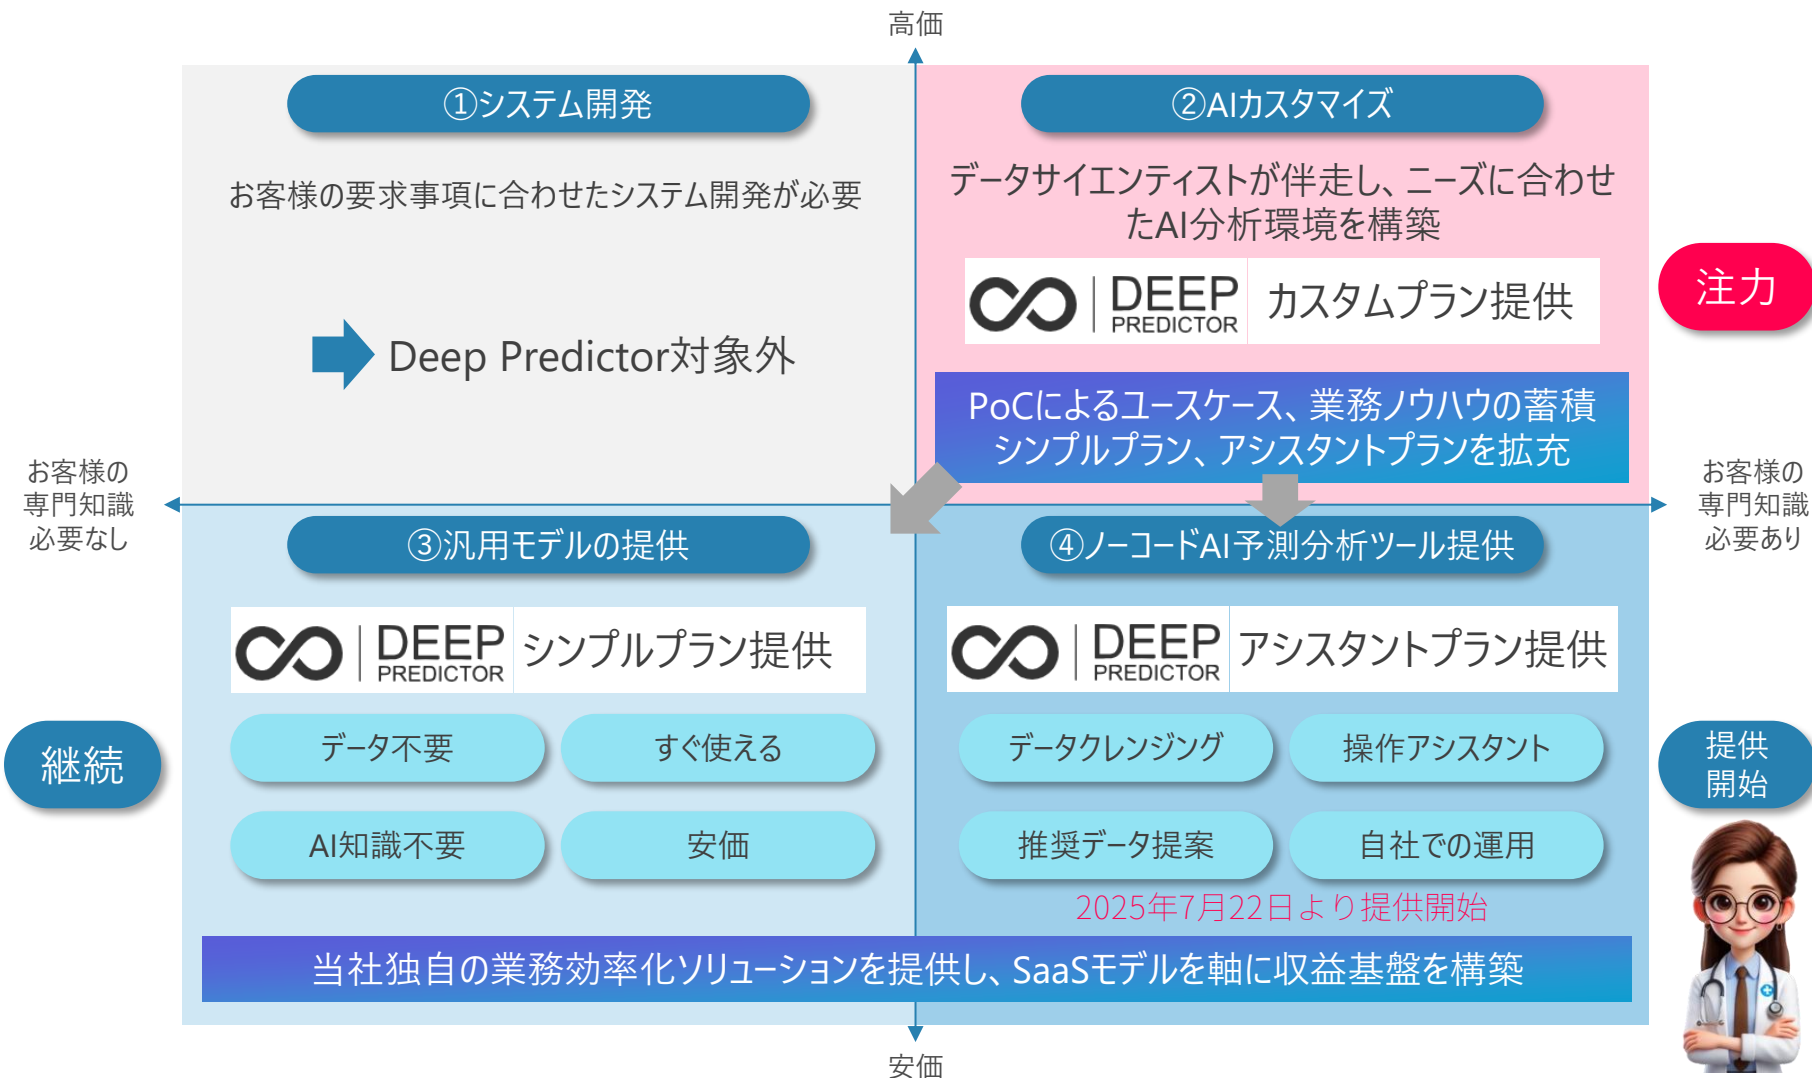 高価
①システム開発
お客様の要求事項に合わせたシステム開発が必要
Deep Predictor対象外
②AIカスタマイズ
データサイエンティストが伴走し、ニーズに合わせ
たAI分析環境を構築
DEEP
PREDICTOR
カスタムプラン提供
PoCによるユースケース、業務ノウハウの蓄積
シンプルプラン、アシスタントプランを拡充
注力
お客様の
専門知識
必要なし
お客様の
専門知識
必要あり
③汎用モデルの提供
DEEP
PREDICTOR
シンプルプラン提供
データ不要
すぐ使える
AI知識不要
安価
継続
④ノーコードAI予測分析ツール提供
DEEP
PREDICTOR
アシスタントプラン提供
データクレンジング
操作アシスタント
推奨データ提案
自社での運用
2025年7月22日より提供開始
提供
開始
当社独自の業務効率化ソリューションを提供し、SaaSモデルを軸に収益基盤を構築
安価